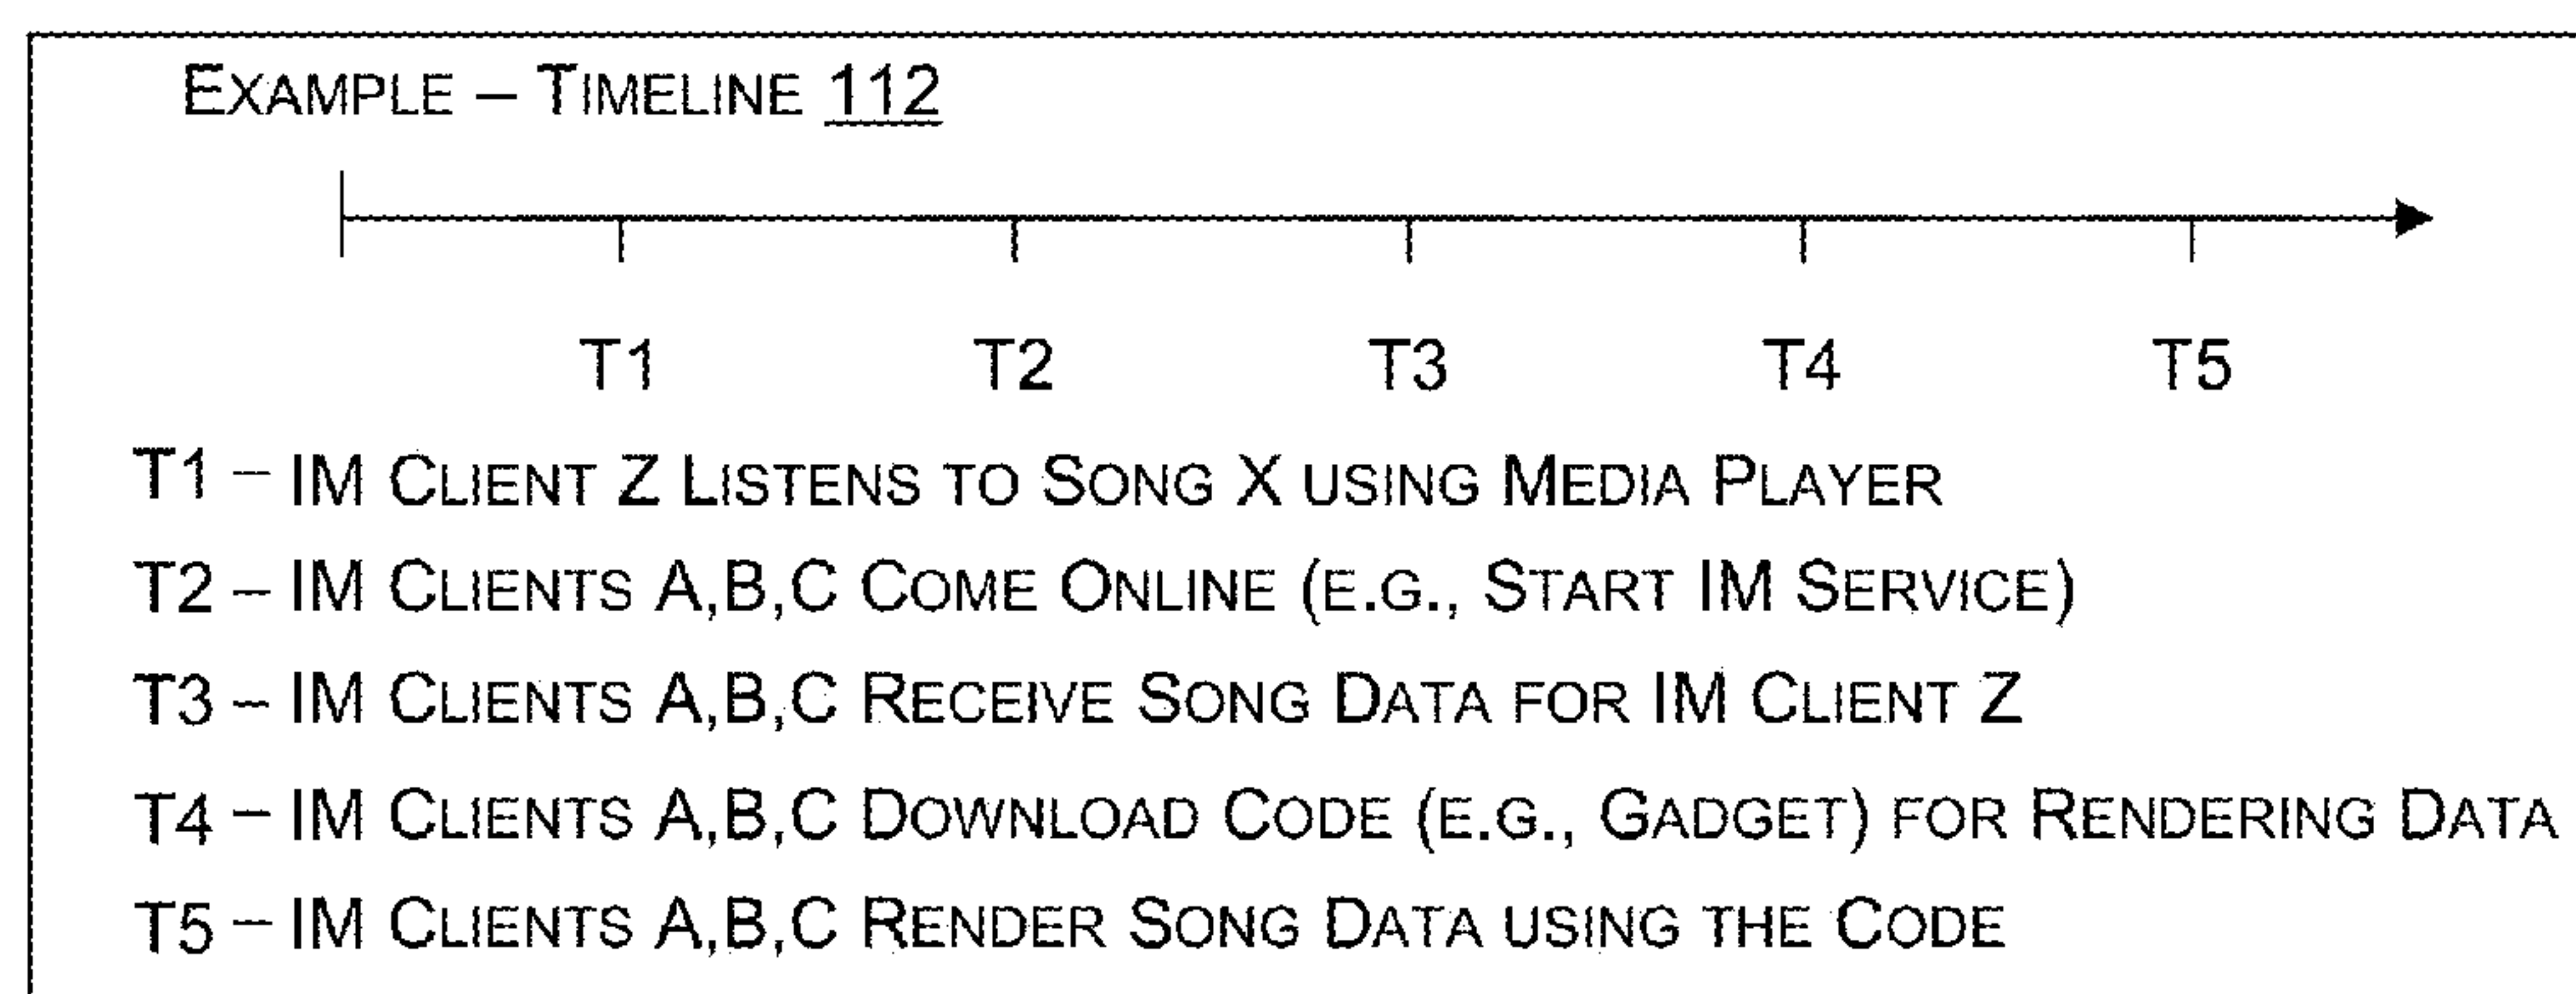 EXAMPLE – TIMELINE 112
T1 T2 T3 T4 T5
T1 – IM CLIENT Z LISTENS TO SONG X USING MEDIA PLAYER
T2 – IM CLIENTS A,B,C COME ONLINE (E.G., START IM SERVICE)
T3 – IM CLIENTS A,B,C RECEIVE SONG DATA FOR IM CLIENT Z
T4 – IM CLIENTS A,B,C DOWNLOAD CODE (E.G., GADGET) FOR RENDERING DATA
T5 – IM CLIENTS A,B,C RENDER SONG DATA USING THE CODE